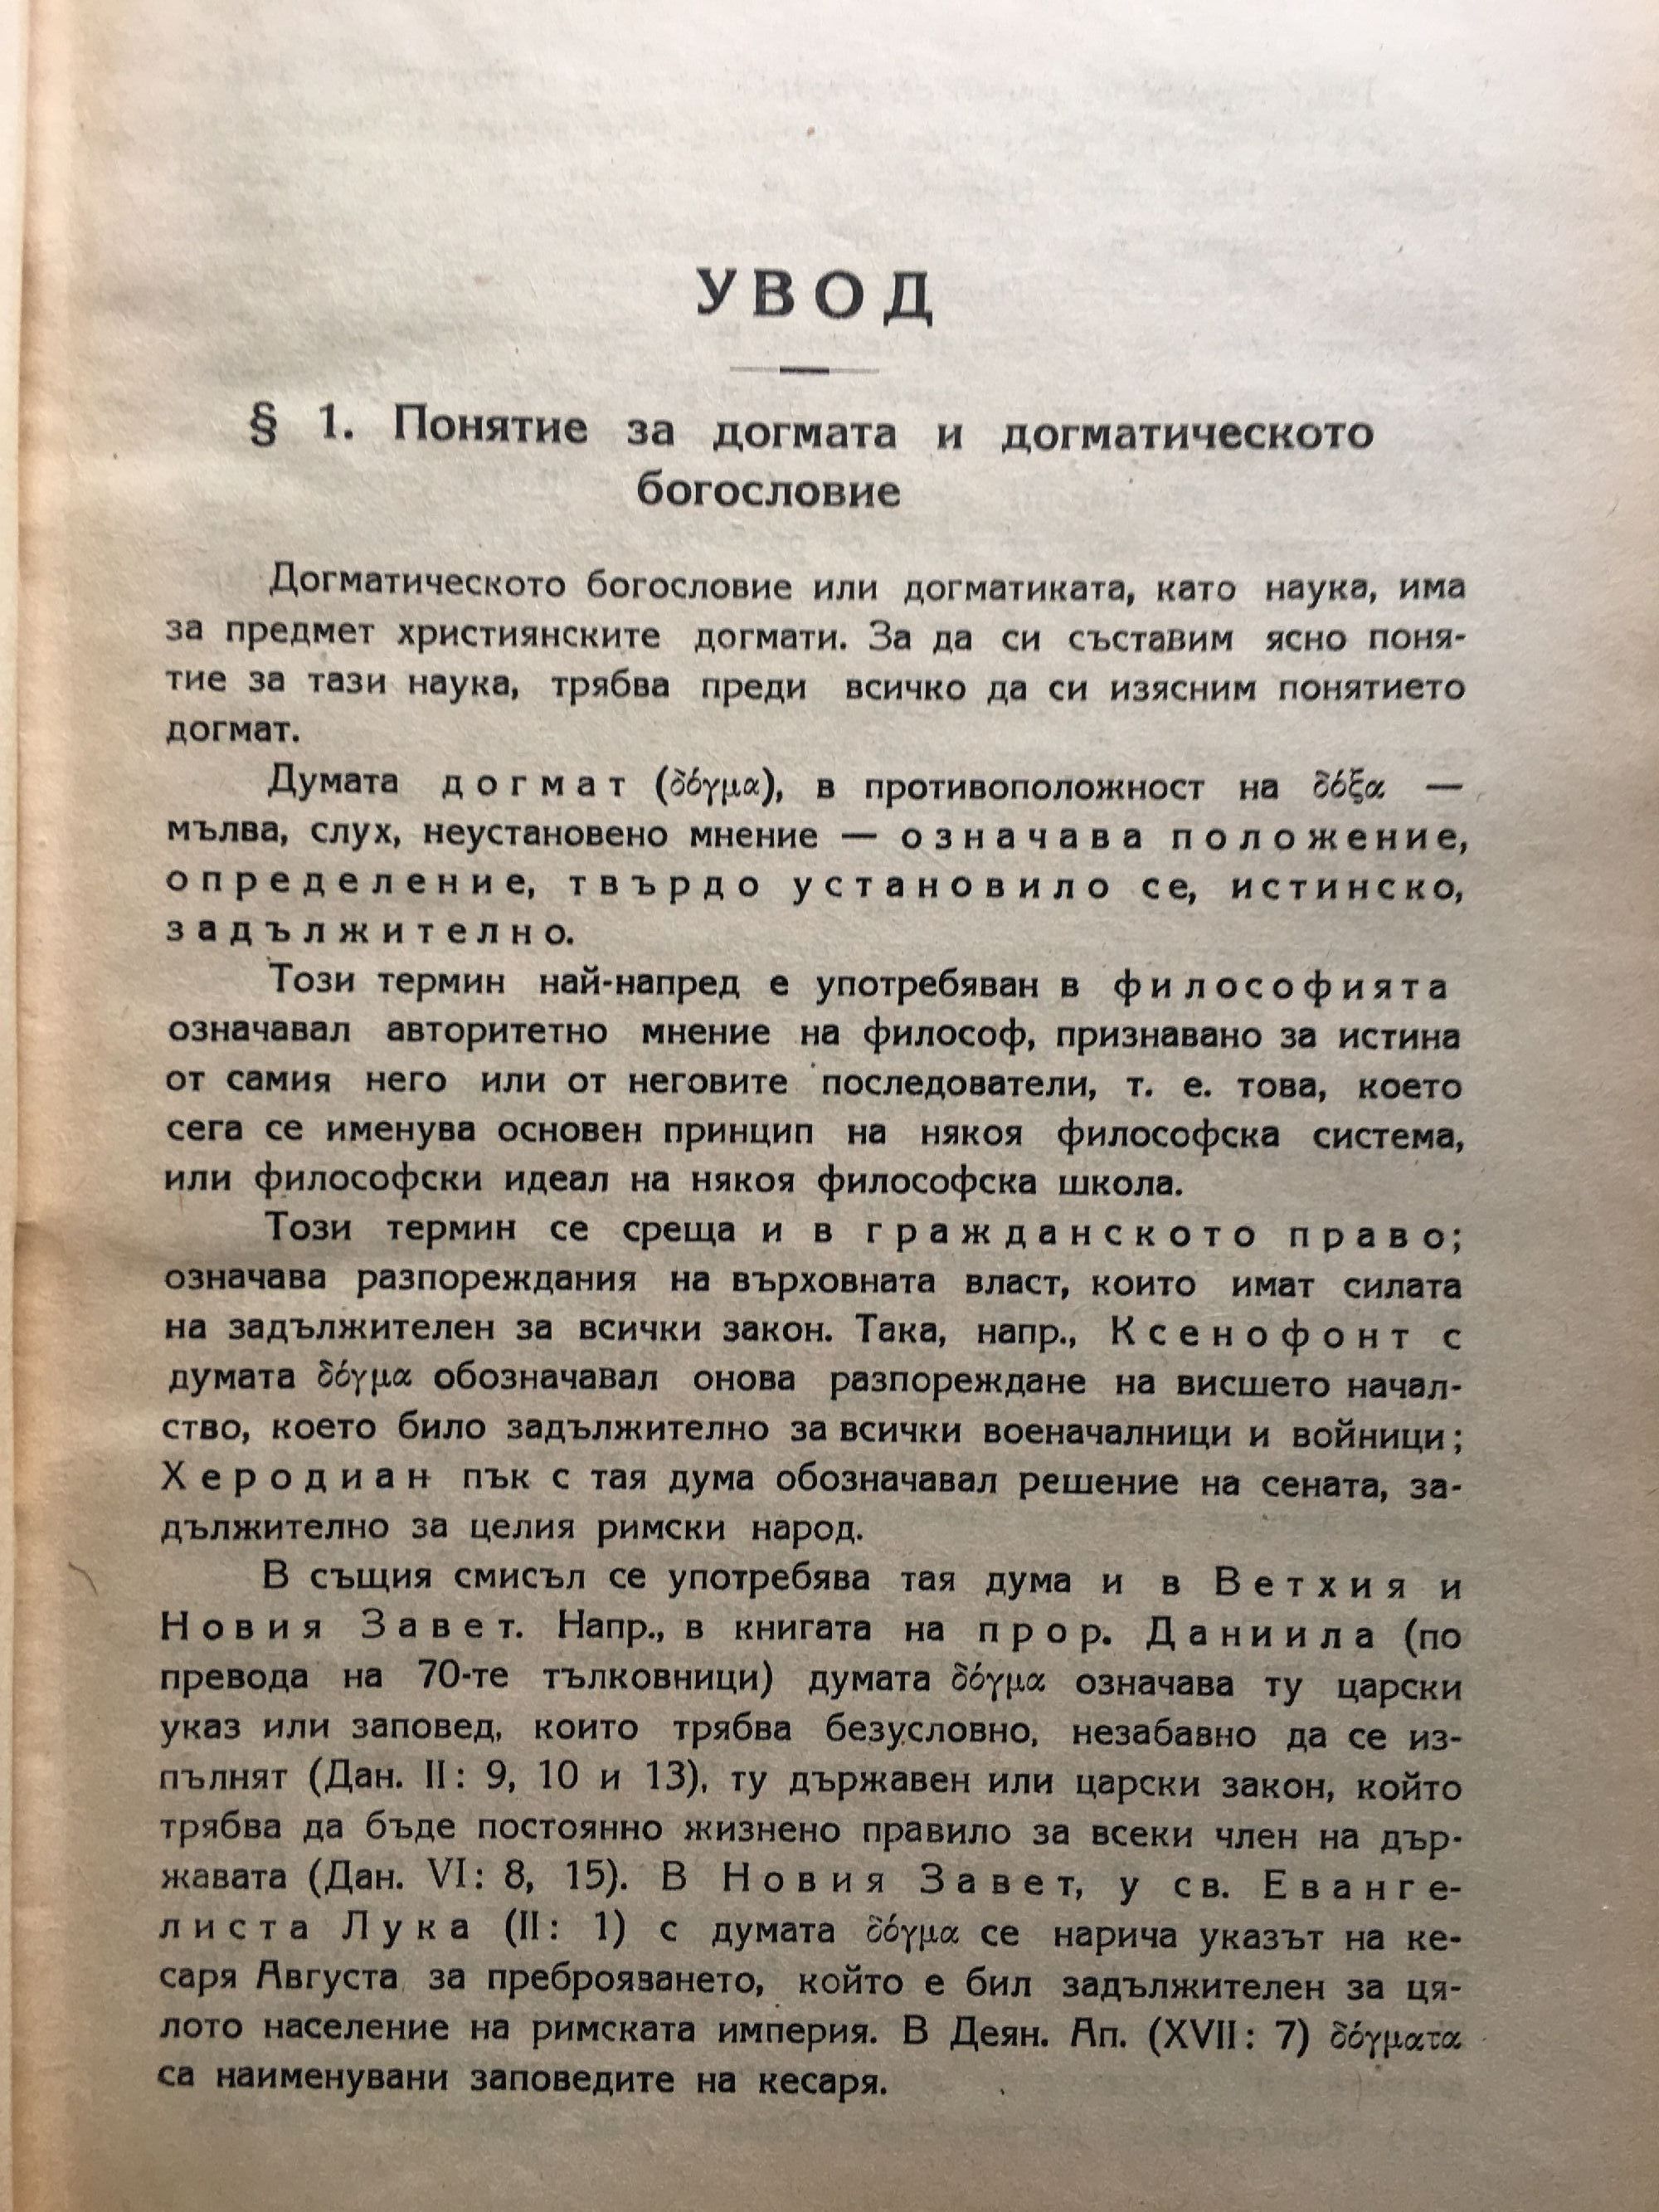 УВОД
§ 1. Понятие за догмата и догматическото
богословие
Догматическото богословие или догматиката, като наука, има
за предмет християнските догмати. За да си съставим ясно поня-
тие за тази наука, трябва преди всичко да си изясним понятието
догмат.
Думата догмат (δόγμα), в противоположност на δόξα —
мълва, слух, неустановено мнение — означава положение,
определение, твърдо установило се, истинско,
задължително.
Този термин най-напред е употребяван в философията
означавал авторитетно мнение на философ, признавано за истина
от самия него или от неговите последователи, т. е. това, което
сега се именува основен принцип на някоя философска система,
или философски идеал на някоя философска школа.
Този термин се среща и в гражданското право;
означава разпореждания на върховната власт, които имат силата
на задължителен за всички закон. Така, напр., Ксенофонт с
думата δόγμα обозначавал онова разпореждане на висшето начал-
ство, което било задължително за всички военачалници и войници;
Херодиан пък с тая дума обозначавал решение на сената, за-
дължително за целия римски народ.
В същия смисъл се употребява тая дума и в Ветхия и
Новия Завет. Напр., в книгата на прор. Даниила (по
превода на 70-те тълковници) думата δόγμα означава ту царски
указ или заповед, които трябва безусловно, незабавно да се из-
пълнят (Дан. II: 9, 10 и 13), ту държавен или царски закон, който
трябва да бъде постоянно жизнено правило за всеки член на дър-
жавата (Дан. VI: 8, 15). В Новия Завет, у св. Еванге-
листа Лука (II: 1) с думата δόγμα се нарича указът на ке-
саря Августа за преброяването, който е бил задължителен за ця-
лото население на римската империя. В Деян. Ап. (XVII: 7) δόγματα
са наименувани заповедите на кесаря.